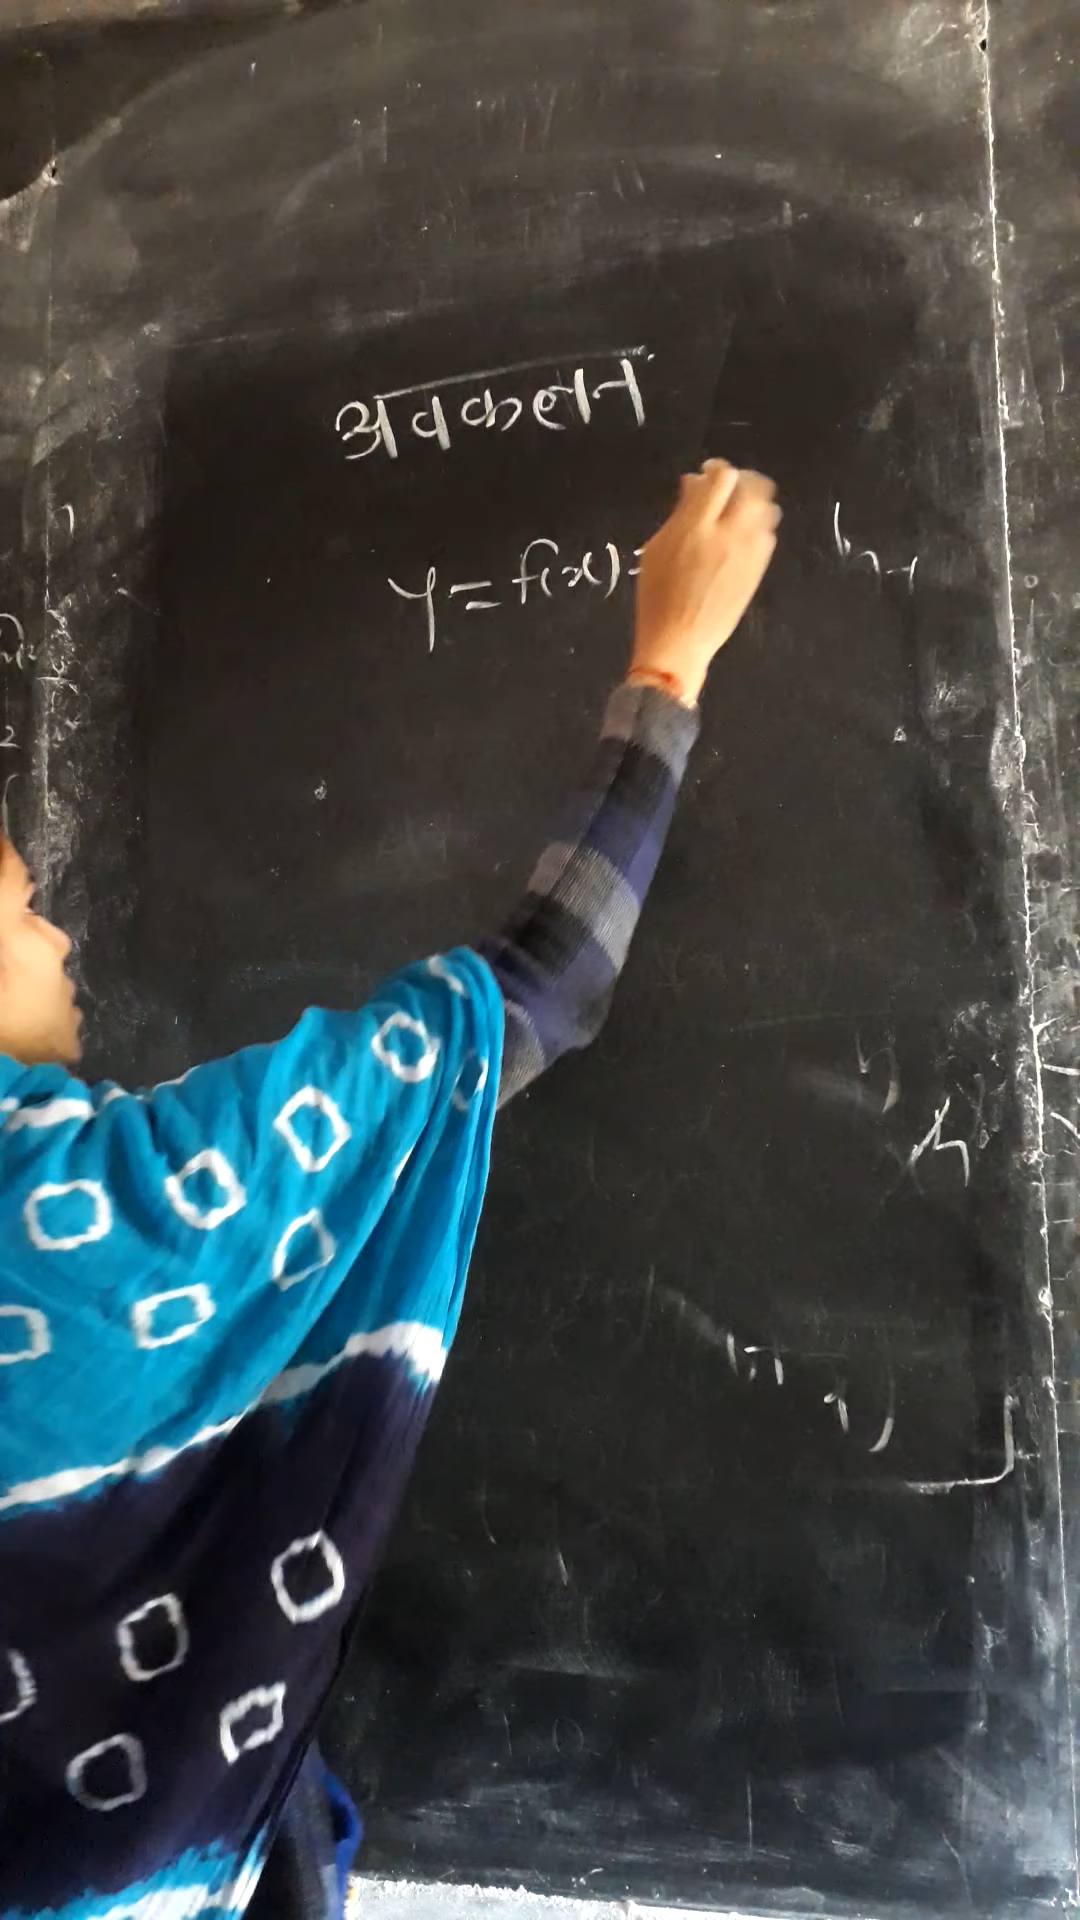 अवकलन
y = f(x) =